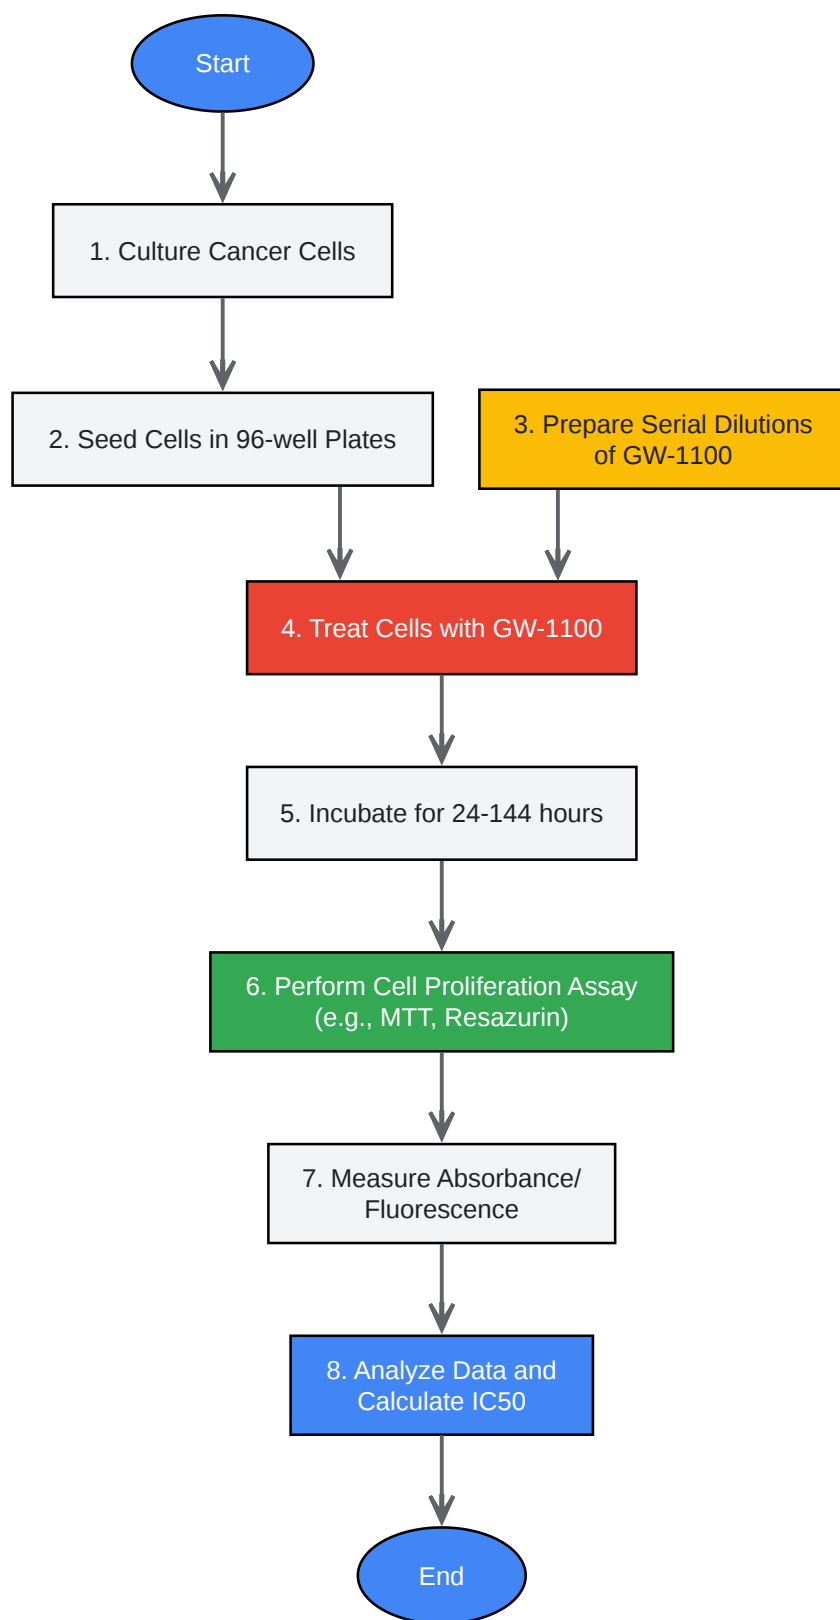 Start
1. Culture Cancer Cells
2. Seed Cells in 96-well Plates
3. Prepare Serial Dilutions
of GW-1100
4. Treat Cells with GW-1100
5. Incubate for 24-144 hours
6. Perform Cell Proliferation Assay
(e.g., MTT, Resazurin)
7. Measure Absorbance/
Fluorescence
8. Analyze Data and
Calculate IC50
End